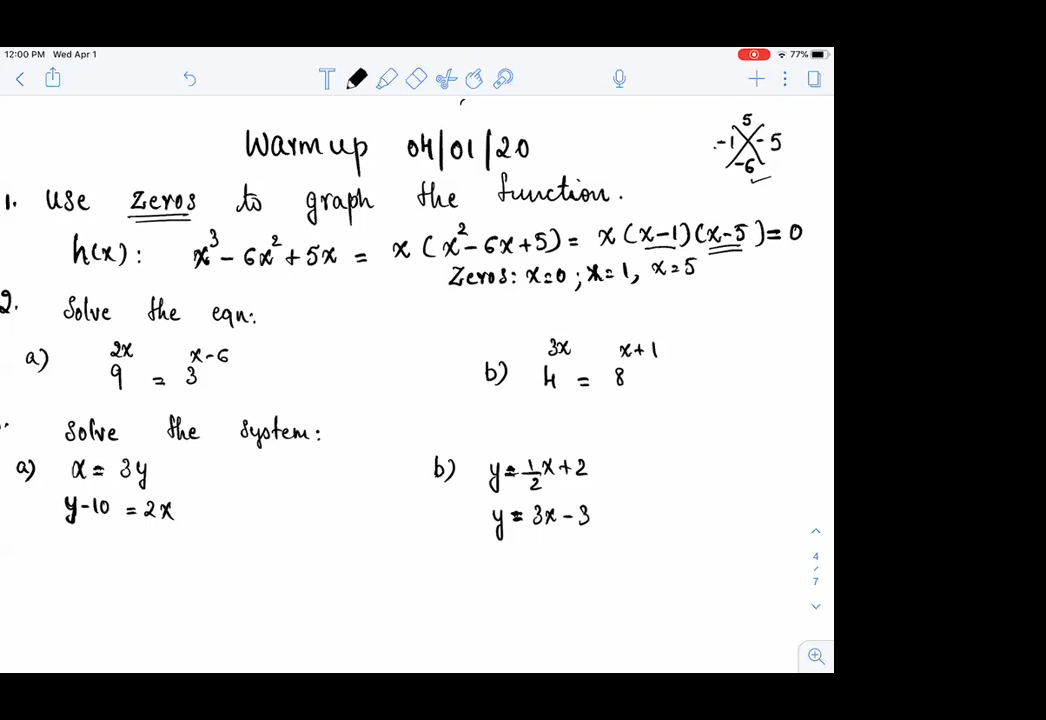 12:00 PM Wed Apr 1
77%
T
Warm up 04/01/20
5
-1 -5
-6
1. Use Zeros to graph the function.
h(x): x³ - 6x² + 5x = x(x² - 6x + 5) = x(x-1)(x-5) = 0
Zeros: x=0; x=1, x=5
2. Solve the eqn:
a) 9^{2x} = 3^{x-6}
b) 4^{3x} = 8^{x+1}
Solve the system:
a) x = 3y
y-10 = 2x
b) y = 1/2x + 2
y = 3x - 3
4
/
7